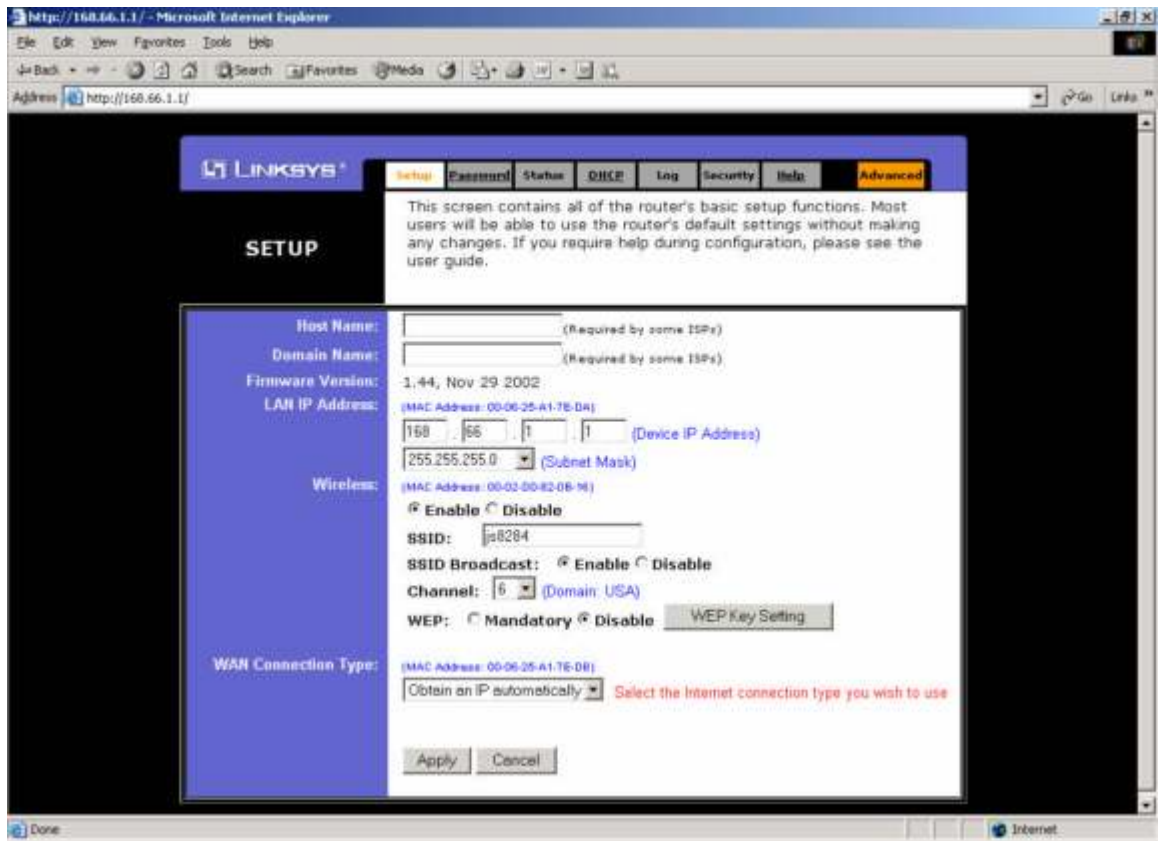 http://168.66.1.1/ - Microsoft Internet Explorer
File Edit View Favorites Tools Help
Back Search Favorites Media
Address http://168.66.1.1/ Go Links »
LINKSYS®
Setup Password Status DHCP Log Security Help Advanced
SETUP
This screen contains all of the router's basic setup functions. Most
users will be able to use the router's default settings without making
any changes. If you require help during configuration, please see the
user guide.
Host Name: (Required by some ISPs)
Domain Name: (Required by some ISPs)
Firmware Version: 1.44, Nov 29 2002
LAN IP Address: (MAC Address: 00-06-25-A1-7E-DA)
168 . 66 . 1 . 1 (Device IP Address)
255.255.255.0 (Subnet Mask)
Wireless: (MAC Address: 00-02-DD-82-DB-16)
Enable Disable
SSID: js8284
SSID Broadcast: Enable Disable
Channel: 6 (Domain: USA)
WEP: Mandatory Disable WEP Key Setting
WAN Connection Type: (MAC Address: 00-06-25-A1-7E-DB)
Obtain an IP automatically Select the Internet connection type you wish to use
Apply Cancel
Done Internet